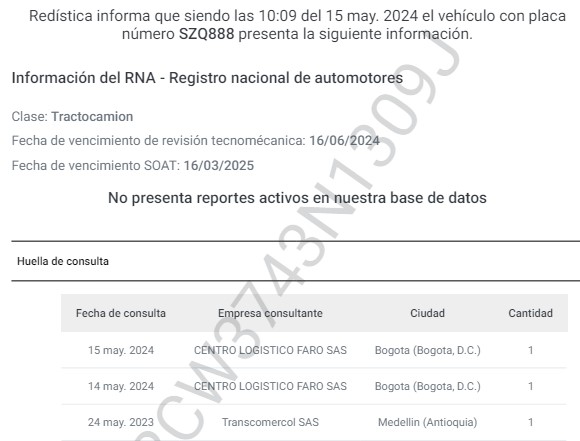 Redística informa que siendo las 10:09 del 15 may. 2024 el vehículo con placa
número SZQ888 presenta la siguiente información.
Información del RNA - Registro nacional de automotores
Clase: Tractocamion
Fecha de vencimiento de revisión tecnomécanica: 16/06/2024
Fecha de vencimiento SOAT: 16/03/2025
No presenta reportes activos en nuestra base de datos
Huella de consulta
Fecha de consulta Empresa consultante Ciudad Cantidad
15 may. 2024 CENTRO LOGISTICO FARO SAS Bogota (Bogota, D.C.) 1
14 may. 2024 CENTRO LOGISTICO FARO SAS Bogota (Bogota, D.C.) 1
24 may. 2023 Transcomercol SAS Medellin (Antioquia) 1
CW3743N1309J